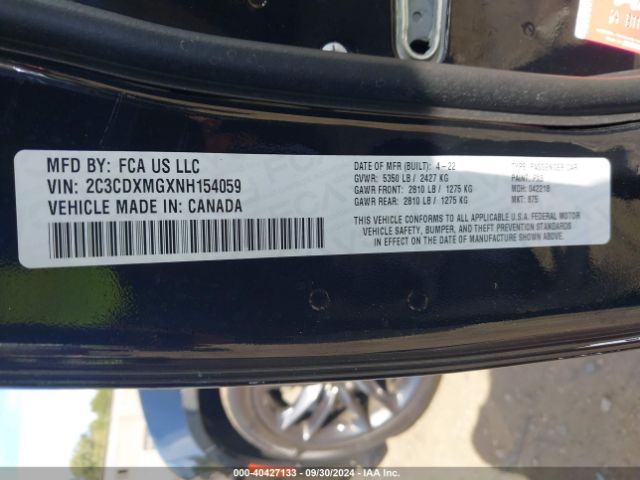 MFD BY: FCA US LLC
VIN: 2C3CDXMGXNH154059
VEHICLE MADE IN: CANADA
DATE OF MFR (BUILT): 4-22
GVWR: 5350 LB / 2427 KG
GAWR FRONT: 2810 LB / 1275 KG
GAWR REAR: 2810 LB / 1275 KG
TYPE: PASSENGER CAR
PAINT:
MDH: 042218
MKT: 875
THIS VEHICLE CONFORMS TO ALL APPLICABLE U.S.A. FEDERAL MOTOR
VEHICLE SAFETY, BUMPER, AND THEFT PREVENTION STANDARDS
IN EFFECT ON THE DATE OF MANUFACTURE SHOWN ABOVE.
000-40427133 - 09/30/2024 - IAAI.com